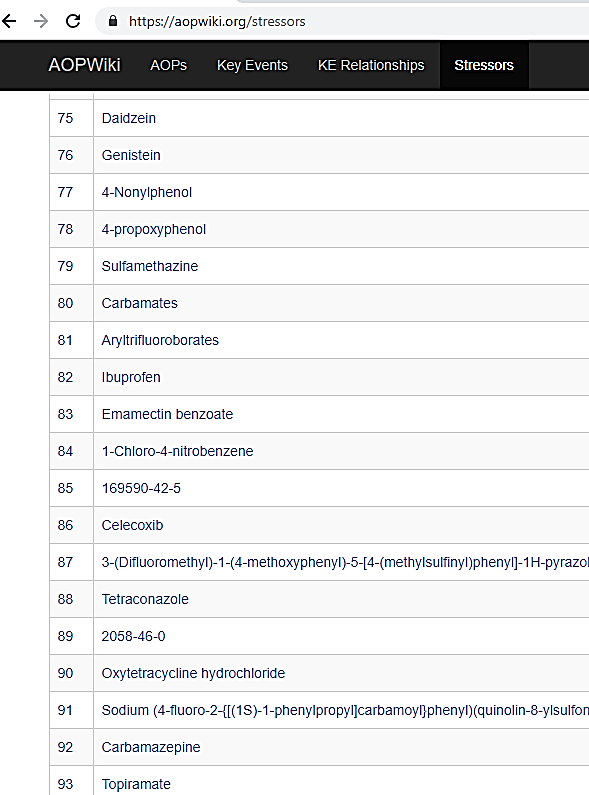 https://aopwiki.org/stressors
AOPWiki AOPs Key Events KE Relationships Stressors
75 Daidzein
76 Genistein
77 4-Nonylphenol
78 4-propoxyphenol
79 Sulfamethazine
80 Carbamates
81 Aryltrifluoroborates
82 Ibuprofen
83 Emamectin benzoate
84 1-Chloro-4-nitrobenzene
85 169590-42-5
86 Celecoxib
87 3-(Difluoromethyl)-1-(4-methoxyphenyl)-5-[4-(methylsulfinyl)phenyl]-1H-pyrazol
88 Tetraconazole
89 2058-46-0
90 Oxytetracycline hydrochloride
91 Sodium (4-fluoro-2-{[(1S)-1-phenylpropyl]carbamoyl}phenyl)(quinolin-8-ylsulfon
92 Carbamazepine
93 Topiramate